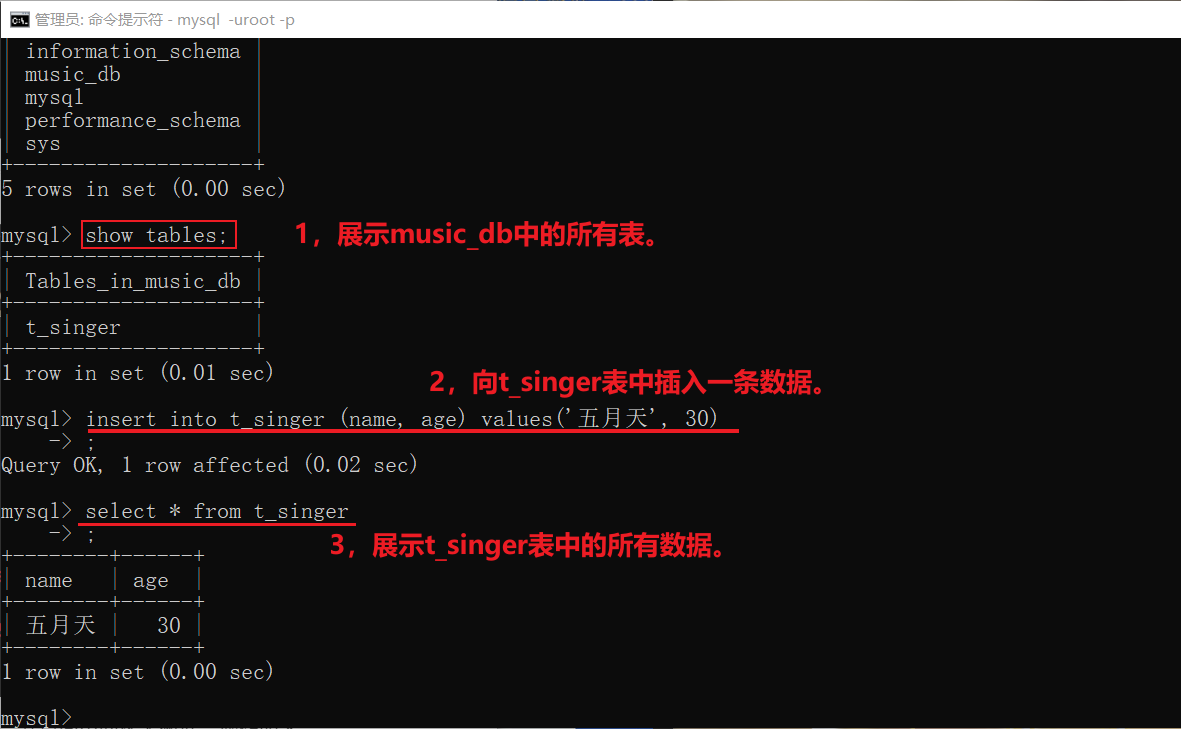 管理员: 命令提示符 - mysql -uroot -p
| information_schema |
| music_db |
| mysql |
| performance_schema |
| sys |
+--------------------+
5 rows in set (0.00 sec)
mysql> show tables; 1，展示music_db中的所有表。
+--------------------+
| Tables_in_music_db |
+--------------------+
| t_singer |
+--------------------+
1 row in set (0.01 sec)
2，向t_singer表中插入一条数据。
mysql> insert into t_singer (name, age) values('五月天', 30)
-> ;
Query OK, 1 row affected (0.02 sec)
mysql> select * from t_singer
-> ;
3，展示t_singer表中的所有数据。
+--------+------+
| name | age |
+--------+------+
| 五月天 | 30 |
+--------+------+
1 row in set (0.00 sec)
mysql>